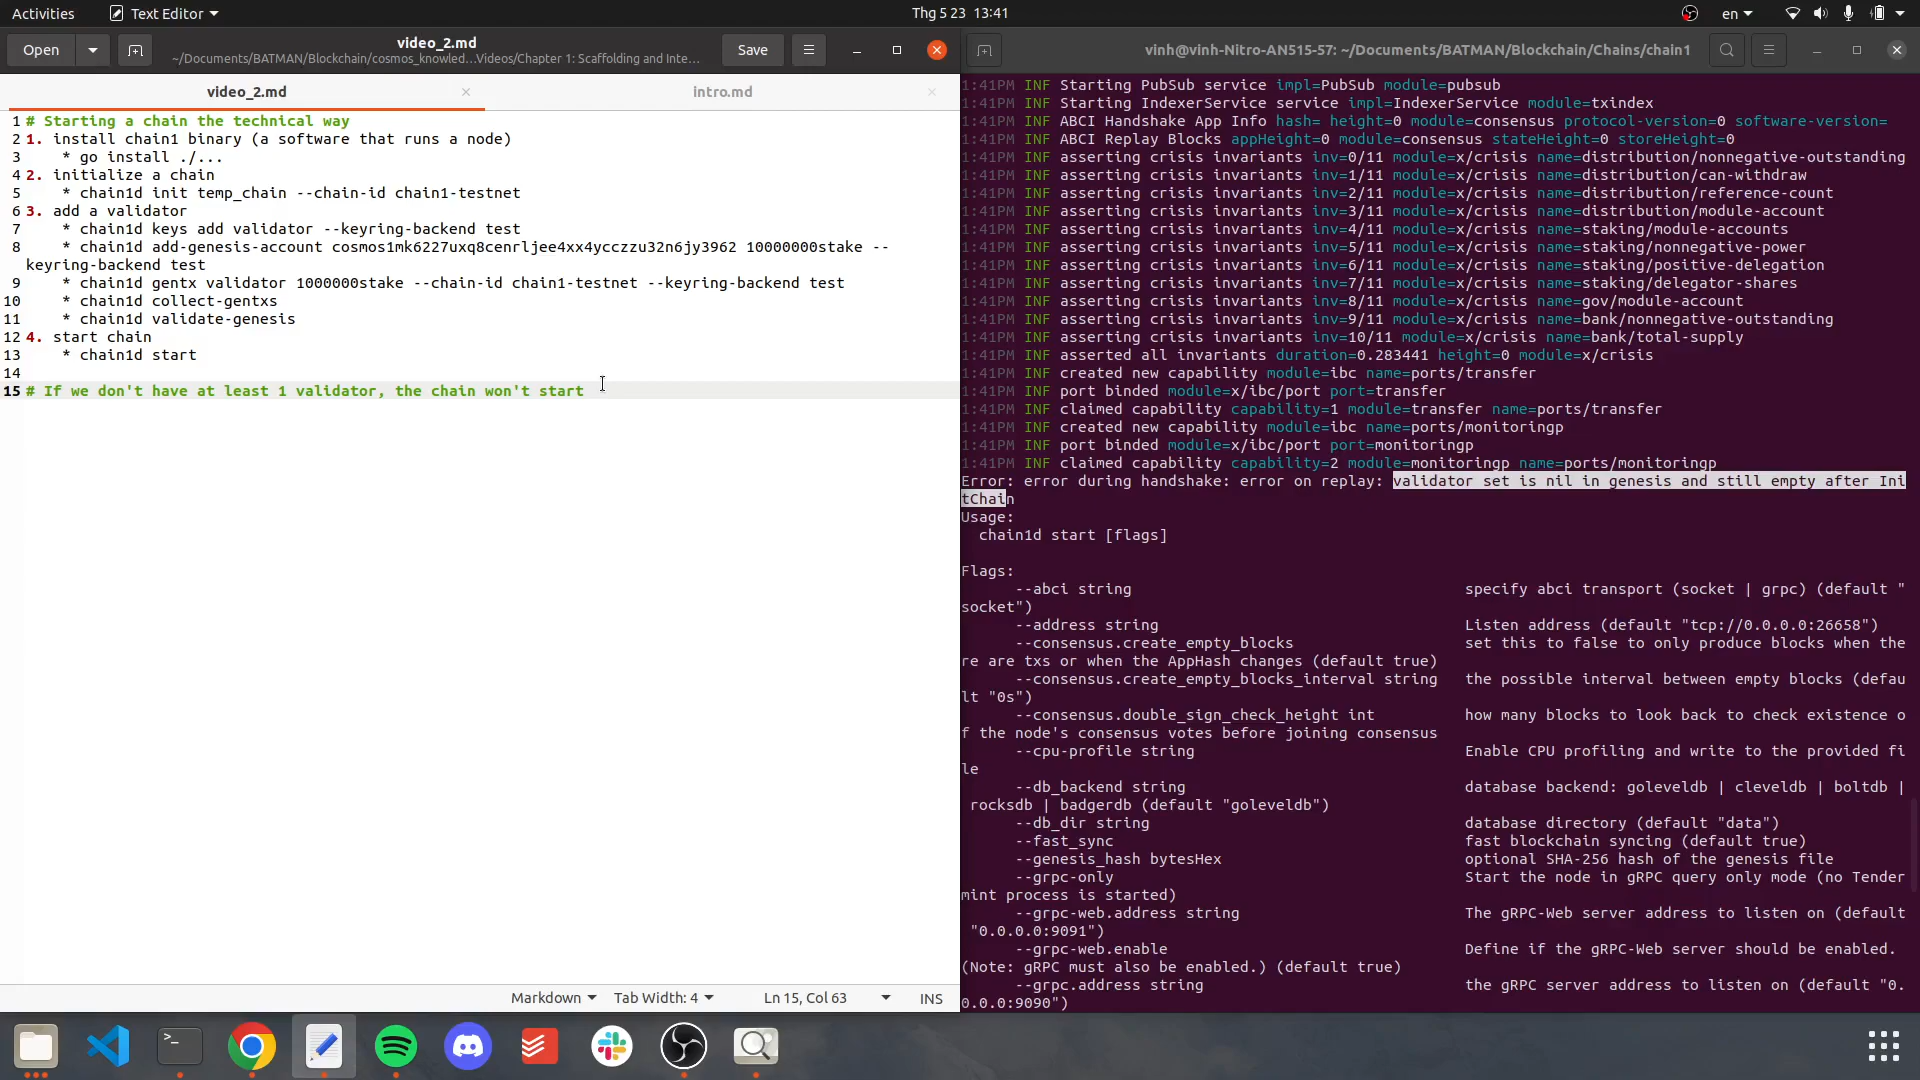 Activities
Text Editor
Thg 5 23 13:41
en
Open
video_2.md
~/Documents/BATMAN/Blockchain/cosmos_knowled...Videos/Chapter 1: Scaffolding and Inte...
Save
vinh@vinh-Nitro-AN515-57: ~/Documents/BATMAN/Blockchain/Chains/chain1
video_2.md
intro.md
1 # Starting a chain the technical way
2 1. install chain1 binary (a software that runs a node)
3 * go install ./...
4 2. initialize a chain
5 * chain1d init temp_chain --chain-id chain1-testnet
6 3. add a validator
7 * chain1d keys add validator --keyring-backend test
8 * chain1d add-genesis-account cosmos1mk6227uxq8cenrljee4xx4ycczzu32n6jy3962 10000000stake --
keyring-backend test
9 * chain1d gentx validator 1000000stake --chain-id chain1-testnet --keyring-backend test
10 * chain1d collect-gentxs
11 * chain1d validate-genesis
12 4. start chain
13 * chain1d start
14
15 # If we don't have at least 1 validator, the chain won't start
Markdown
Tab Width: 4
Ln 15, Col 63
INS
1:41PM INF Starting PubSub service impl=PubSub module=pubsub
1:41PM INF Starting IndexerService service impl=IndexerService module=txindex
1:41PM INF ABCI Handshake App Info hash= height=0 module=consensus protocol-version=0 software-version=
1:41PM INF ABCI Replay Blocks appHeight=0 module=consensus stateHeight=0 storeHeight=0
1:41PM INF asserting crisis invariants inv=0/11 module=x/crisis name=distribution/nonnegative-outstanding
1:41PM INF asserting crisis invariants inv=1/11 module=x/crisis name=distribution/can-withdraw
1:41PM INF asserting crisis invariants inv=2/11 module=x/crisis name=distribution/reference-count
1:41PM INF asserting crisis invariants inv=3/11 module=x/crisis name=distribution/module-account
1:41PM INF asserting crisis invariants inv=4/11 module=x/crisis name=staking/module-accounts
1:41PM INF asserting crisis invariants inv=5/11 module=x/crisis name=staking/nonnegative-power
1:41PM INF asserting crisis invariants inv=6/11 module=x/crisis name=staking/positive-delegation
1:41PM INF asserting crisis invariants inv=7/11 module=x/crisis name=staking/delegator-shares
1:41PM INF asserting crisis invariants inv=8/11 module=x/crisis name=gov/module-account
1:41PM INF asserting crisis invariants inv=9/11 module=x/crisis name=bank/nonnegative-outstanding
1:41PM INF asserting crisis invariants inv=10/11 module=x/crisis name=bank/total-supply
1:41PM INF asserted all invariants duration=0.283441 height=0 module=x/crisis
1:41PM INF created new capability module=ibc name=ports/transfer
1:41PM INF port binded module=x/ibc/port port=transfer
1:41PM INF claimed capability capability=1 module=transfer name=ports/transfer
1:41PM INF created new capability module=ibc name=ports/monitoringp
1:41PM INF port binded module=x/ibc/port port=monitoringp
1:41PM INF claimed capability capability=2 module=monitoringp name=ports/monitoringp
Error: error during handshake: error on replay: validator set is nil in genesis and still empty after Ini
tChain
Usage:
chain1d start [flags]
Flags:
--abci string specify abci transport (socket | grpc) (default "
socket")
--address string Listen address (default "tcp://0.0.0.0:26658")
--consensus.create_empty_blocks set this to false to only produce blocks when the
re are txs or when the AppHash changes (default true)
--consensus.create_empty_blocks_interval string the possible interval between empty blocks (defau
lt "0s")
--consensus.double_sign_check_height int how many blocks to look back to check existence o
f the node's consensus votes before joining consensus
--cpu-profile string Enable CPU profiling and write to the provided fi
le
--db_backend string database backend: goleveldb | cleveldb | boltdb |
rocksdb | badgerdb (default "goleveldb")
--db_dir string database directory (default "data")
--fast_sync fast blockchain syncing (default true)
--genesis_hash bytesHex optional SHA-256 hash of the genesis file
--grpc-only Start the node in gRPC query only mode (no Tender
mint process is started)
--grpc-web.address string The gRPC-Web server address to listen on (default
"0.0.0.0:9091")
--grpc-web.enable Define if the gRPC-Web server should be enabled.
(Note: gRPC must also be enabled.) (default true)
--grpc.address string the gRPC server address to listen on (default "0.
0.0.0:9090")